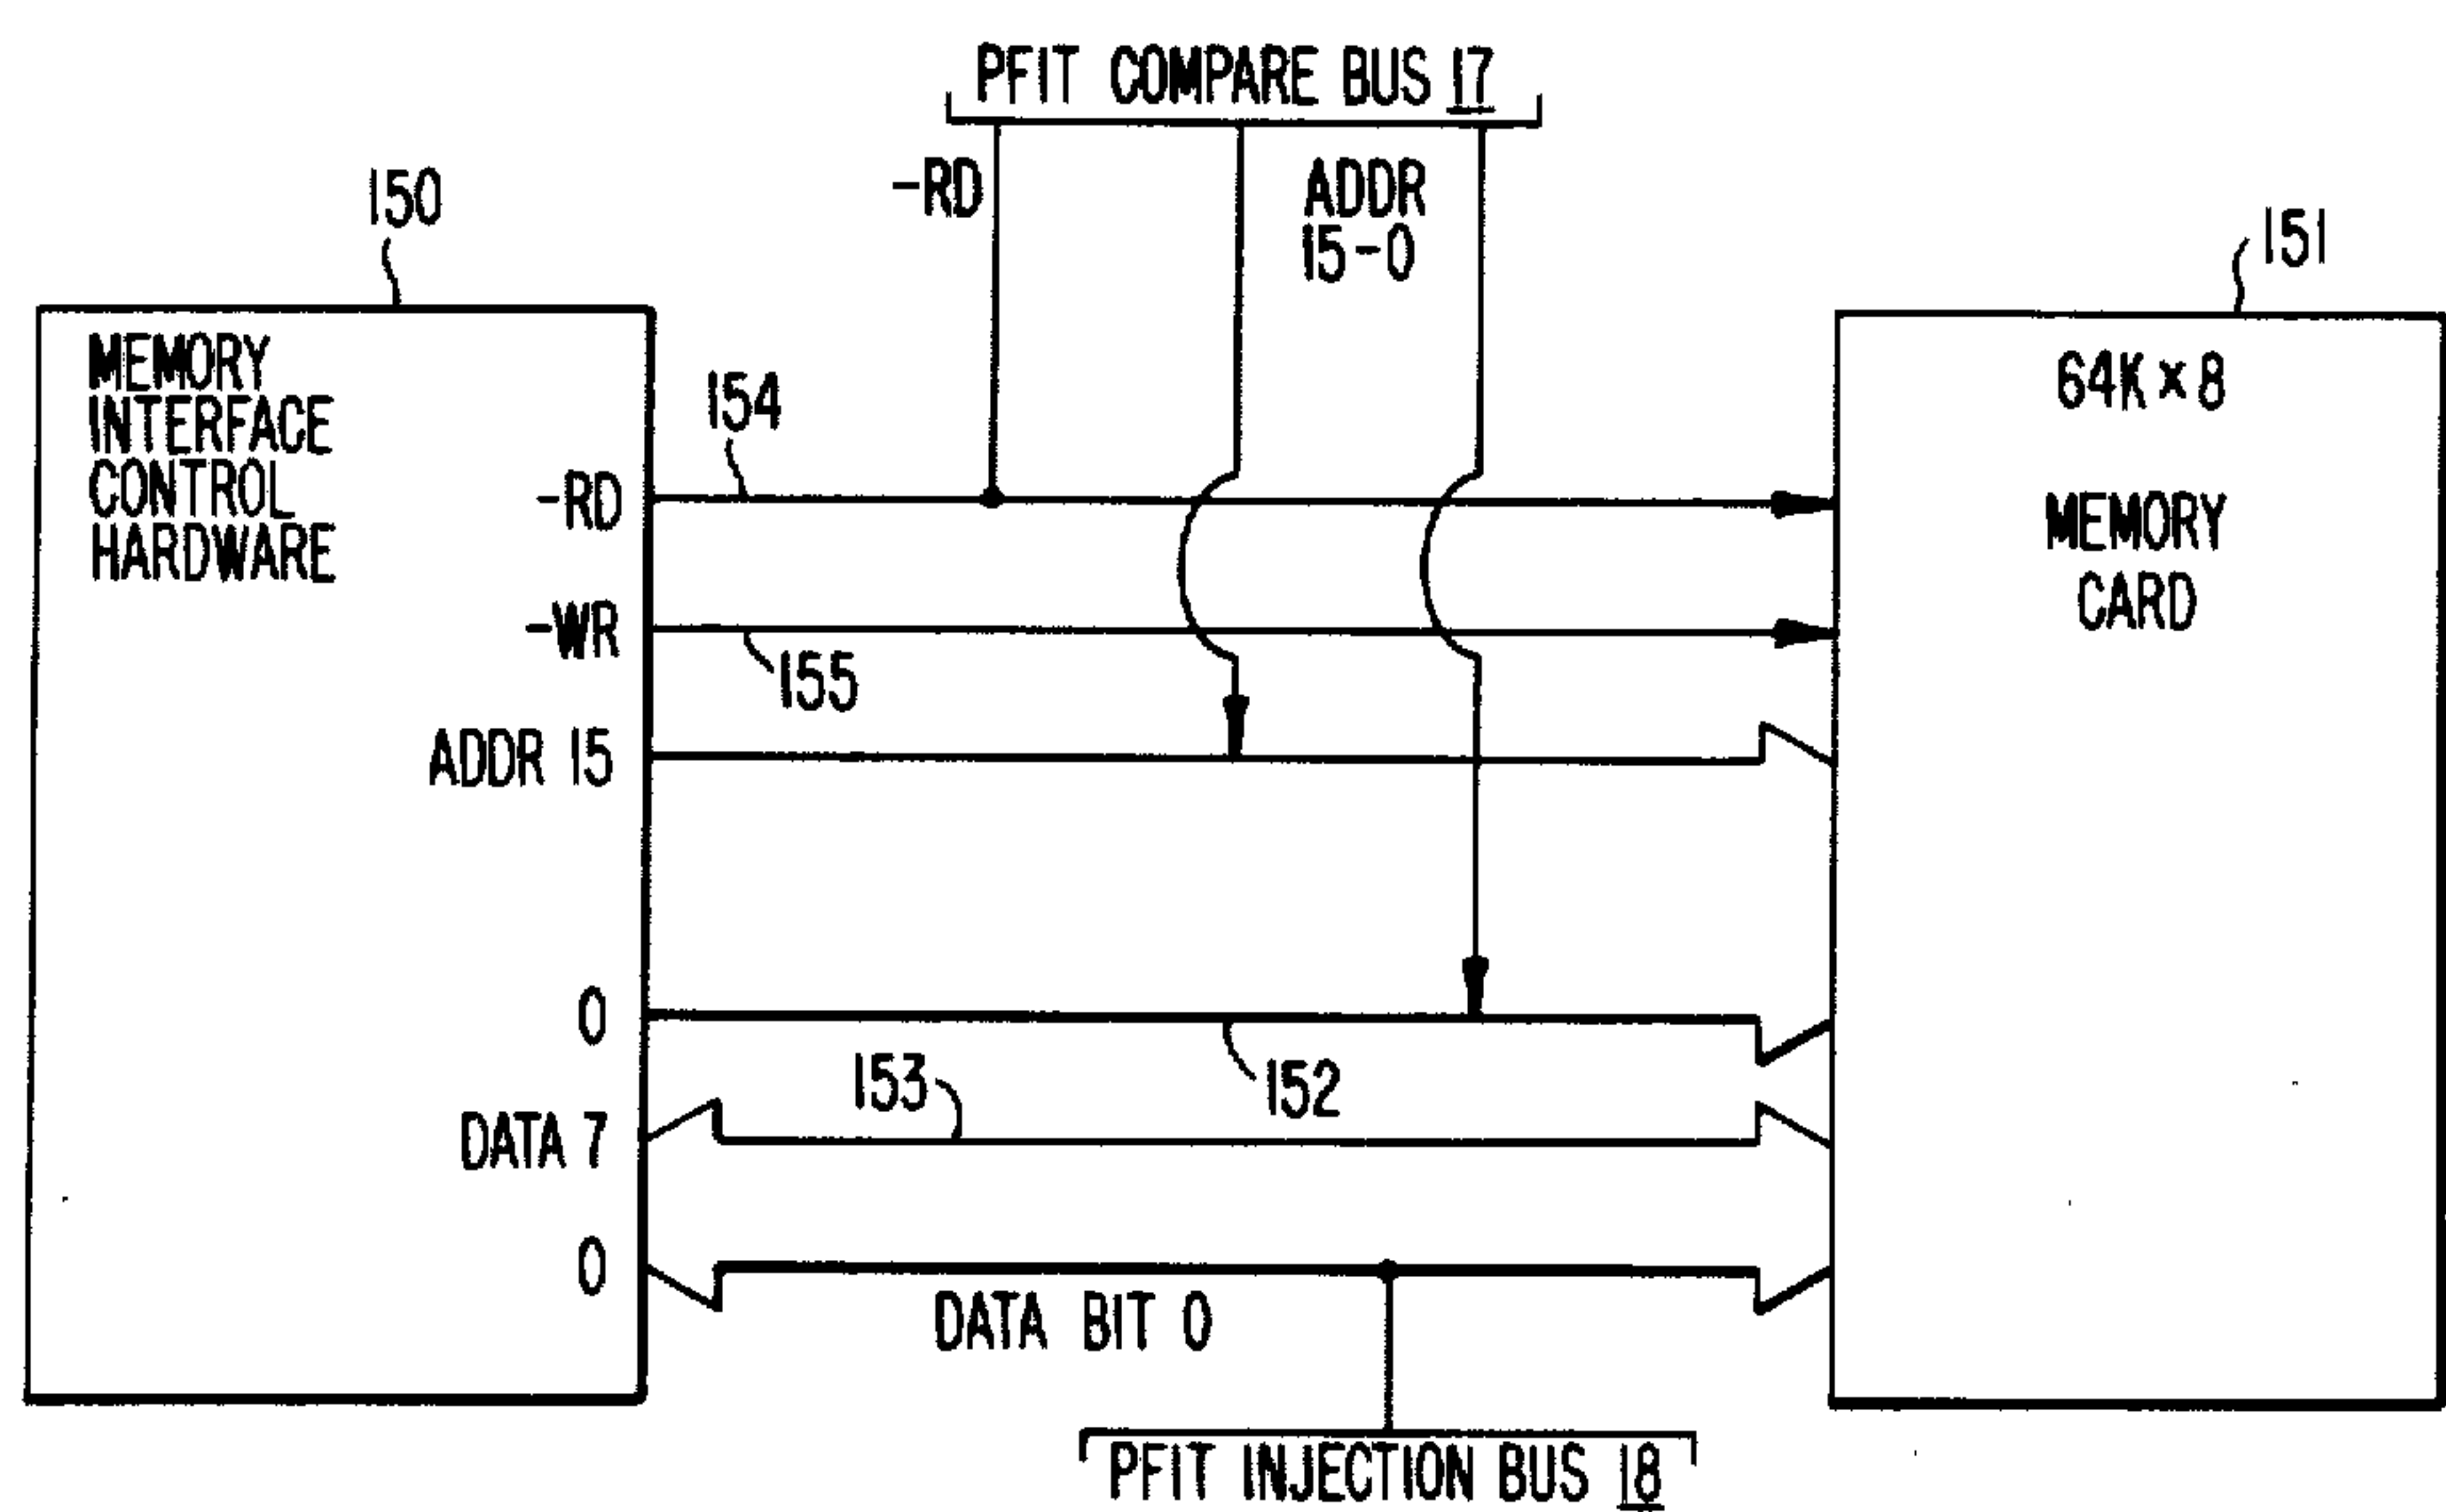 PFIT COMPARE BUS 17
-RD
ADDR
15-0
150
151
MEMORY
INTERFACE
CONTROL
HARDWARE
64K x 8
MEMORY
CARD
154
-RD
-WR
155
ADDR 15
0
152
153
DATA 7
0
DATA BIT 0
PFIT INJECTION BUS 18